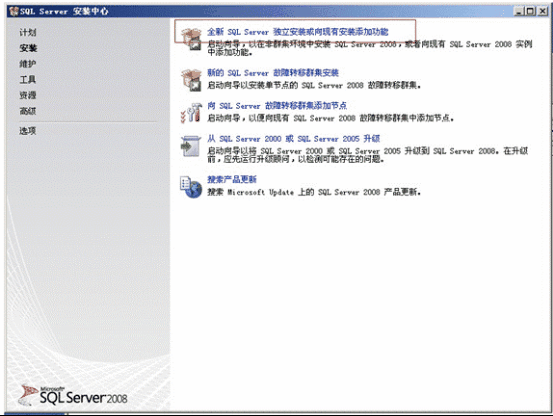 SQL Server 安装中心
计划
安装
维护
工具
资源
高级
选项
全新 SQL Server 独立安装或向现有安装添加功能
启动向导，以在非群集环境中安装 SQL Server 2008，或者向现有 SQL Server 2008 实例
中添加功能。
新的 SQL Server 故障转移群集安装
启动向导以安装单节点的 SQL Server 2008 故障转移群集。
向 SQL Server 故障转移群集添加节点
启动向导，以便向现有 SQL Server 2008 故障转移群集中添加节点。
从 SQL Server 2000 或 SQL Server 2005 升级
启动向导以将 SQL Server 2000 或 SQL Server 2005 升级到 SQL Server 2008。在升级
前，应先运行升级顾问，以检测可能存在的问题。
搜索产品更新
搜索 Microsoft Update 上的 SQL Server 2008 产品更新。
Microsoft
SQL Server 2008